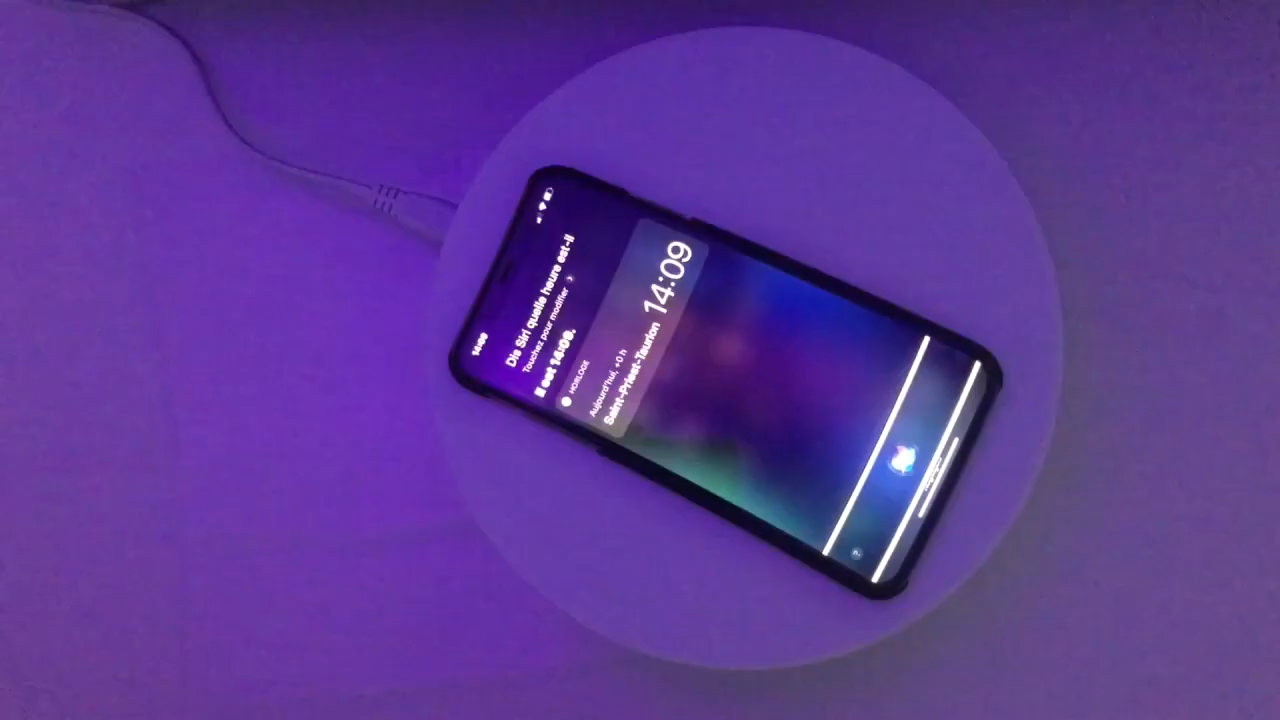 14:09
Dis Siri quelle heure est-il
Touchez pour modifier >
Il est 14:09.
HORLOGE
Aujourd'hui, +0 h
Saint-Priest-Taurion
14:09
?